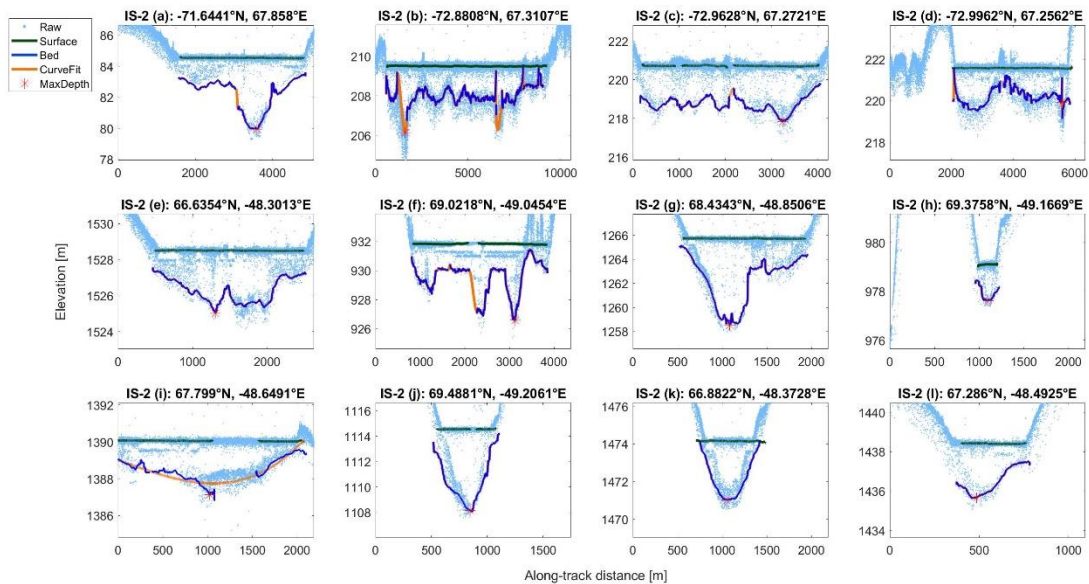 IS-2 (a): -71.6441°N, 67.858°E
IS-2 (b): -72.8808°N, 67.3107°E
IS-2 (c): -72.9628°N, 67.2721°E
IS-2 (d): -72.9962°N, 67.2562°E
Raw
Surface
Bed
CurveFit
MaxDepth
86
84
82
80
78
0 2000 4000
212
210
208
206
0 5000 10000
222
220
218
216
0 1000 2000 3000 4000
222
220
218
0 2000 4000 6000
IS-2 (e): 66.6354°N, -48.3013°E
IS-2 (f): 69.0218°N, -49.0454°E
IS-2 (g): 68.4343°N, -48.8506°E
IS-2 (h): 69.3758°N, -49.1669°E
Elevation [m]
1530
1528
1526
1524
0 1000 2000
932
930
928
926
0 1000 2000 3000 4000
1266
1264
1262
1260
1258
0 500 1000 1500 2000
980
978
976
0 500 1000 1500 2000
IS-2 (i): 67.799°N, -48.6491°E
IS-2 (j): 69.4881°N, -49.2061°E
IS-2 (k): 66.8822°N, -48.3728°E
IS-2 (l): 67.286°N, -48.4925°E
1392
1390
1388
1386
0 500 1000 1500 2000
1116
1114
1112
1110
1108
0 500 1000 1500
1476
1474
1472
1470
0 500 1000 1500 2000
1440
1438
1436
1434
0 500 1000
Along-track distance [m]